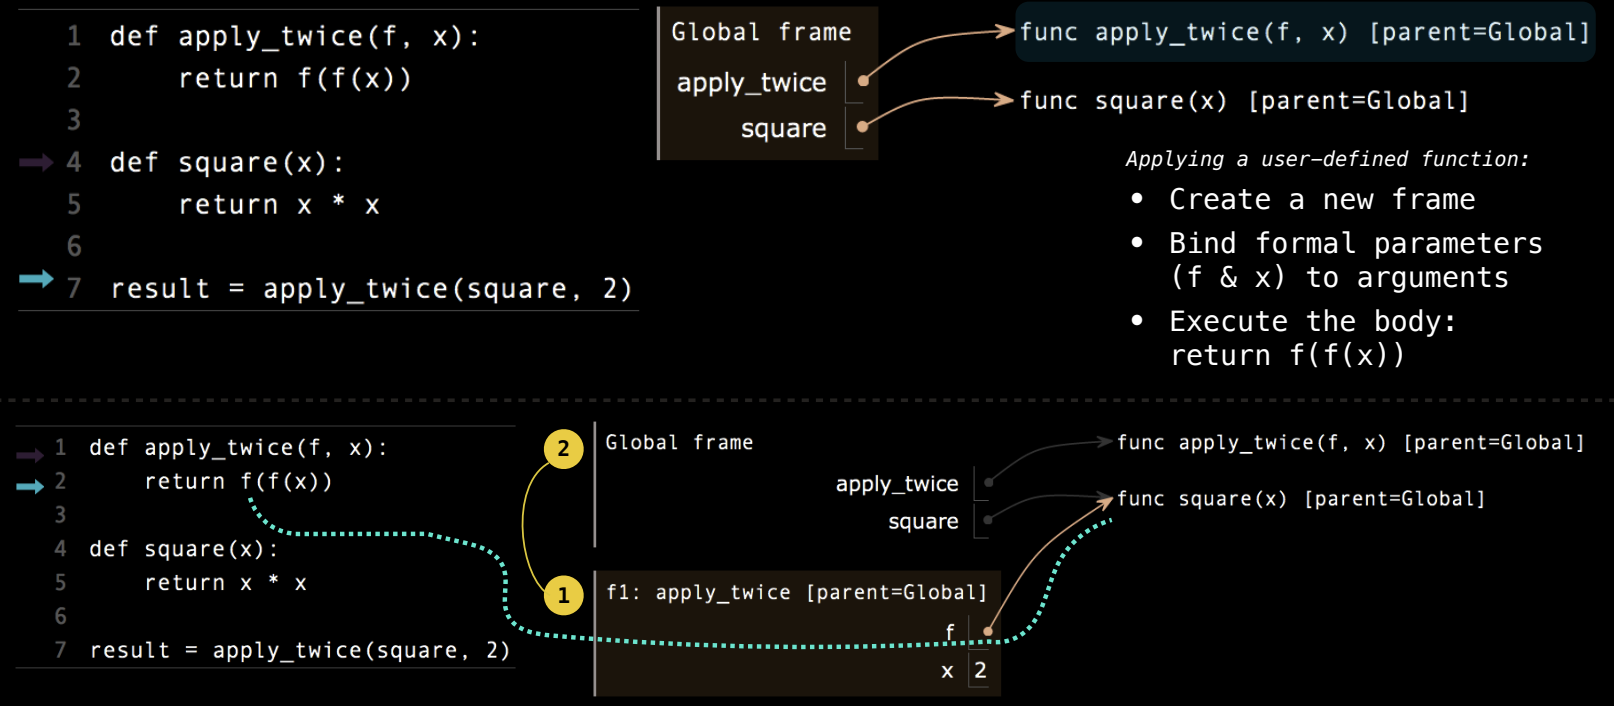 1 def apply_twice(f, x):
2 return f(f(x))
3
4 def square(x):
5 return x * x
6
7 result = apply_twice(square, 2)
Global frame
apply_twice
square
func apply_twice(f, x) [parent=Global]
func square(x) [parent=Global]
Applying a user-defined function:
• Create a new frame
• Bind formal parameters
(f & x) to arguments
• Execute the body:
return f(f(x))
1 def apply_twice(f, x):
2 return f(f(x))
3
4 def square(x):
5 return x * x
6
7 result = apply_twice(square, 2)
2
Global frame
apply_twice
square
func apply_twice(f, x) [parent=Global]
func square(x) [parent=Global]
1
f1: apply_twice [parent=Global]
f
x 2